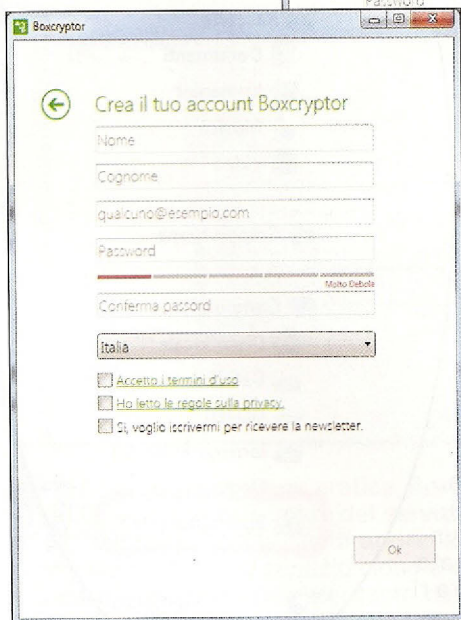 Password
Boxcryptor
Crea il tuo account Boxcryptor
Nome
Cognome
qualcuno@esempio.com
Password
Molto Debole
Conferma passord
Italia
Accetto i termini d'uso
Ho letto le regole sulla privacy.
Sì, voglio iscrivermi per ricevere la newsletter.
Ok